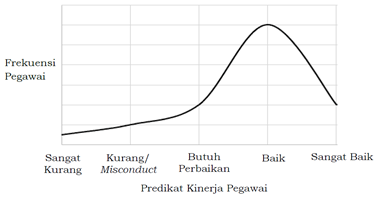 Frekuensi
Pegawai
Sangat
Kurang
Kurang/
Misconduct
Butuh
Perbaikan
Baik
Sangat Baik
Predikat Kinerja Pegawai